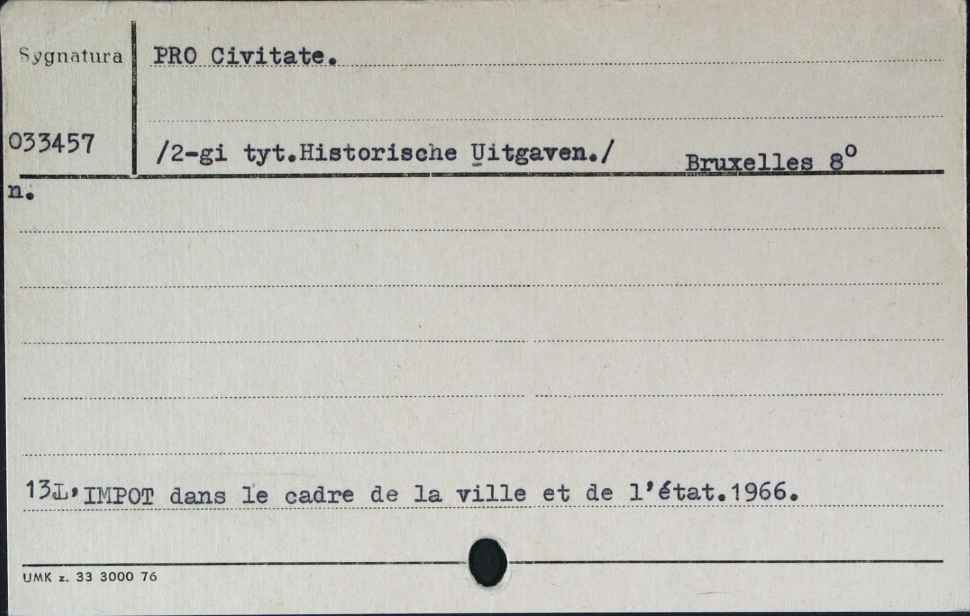 Sygnatura
PRO Civitate.
033457
/2-gi tyt.Historische Uitgaven./ Bruxelles 8°
n.
13L'IMPOT dans le cadre de la ville et de l'état.1966.
UMK z. 33 3000 76